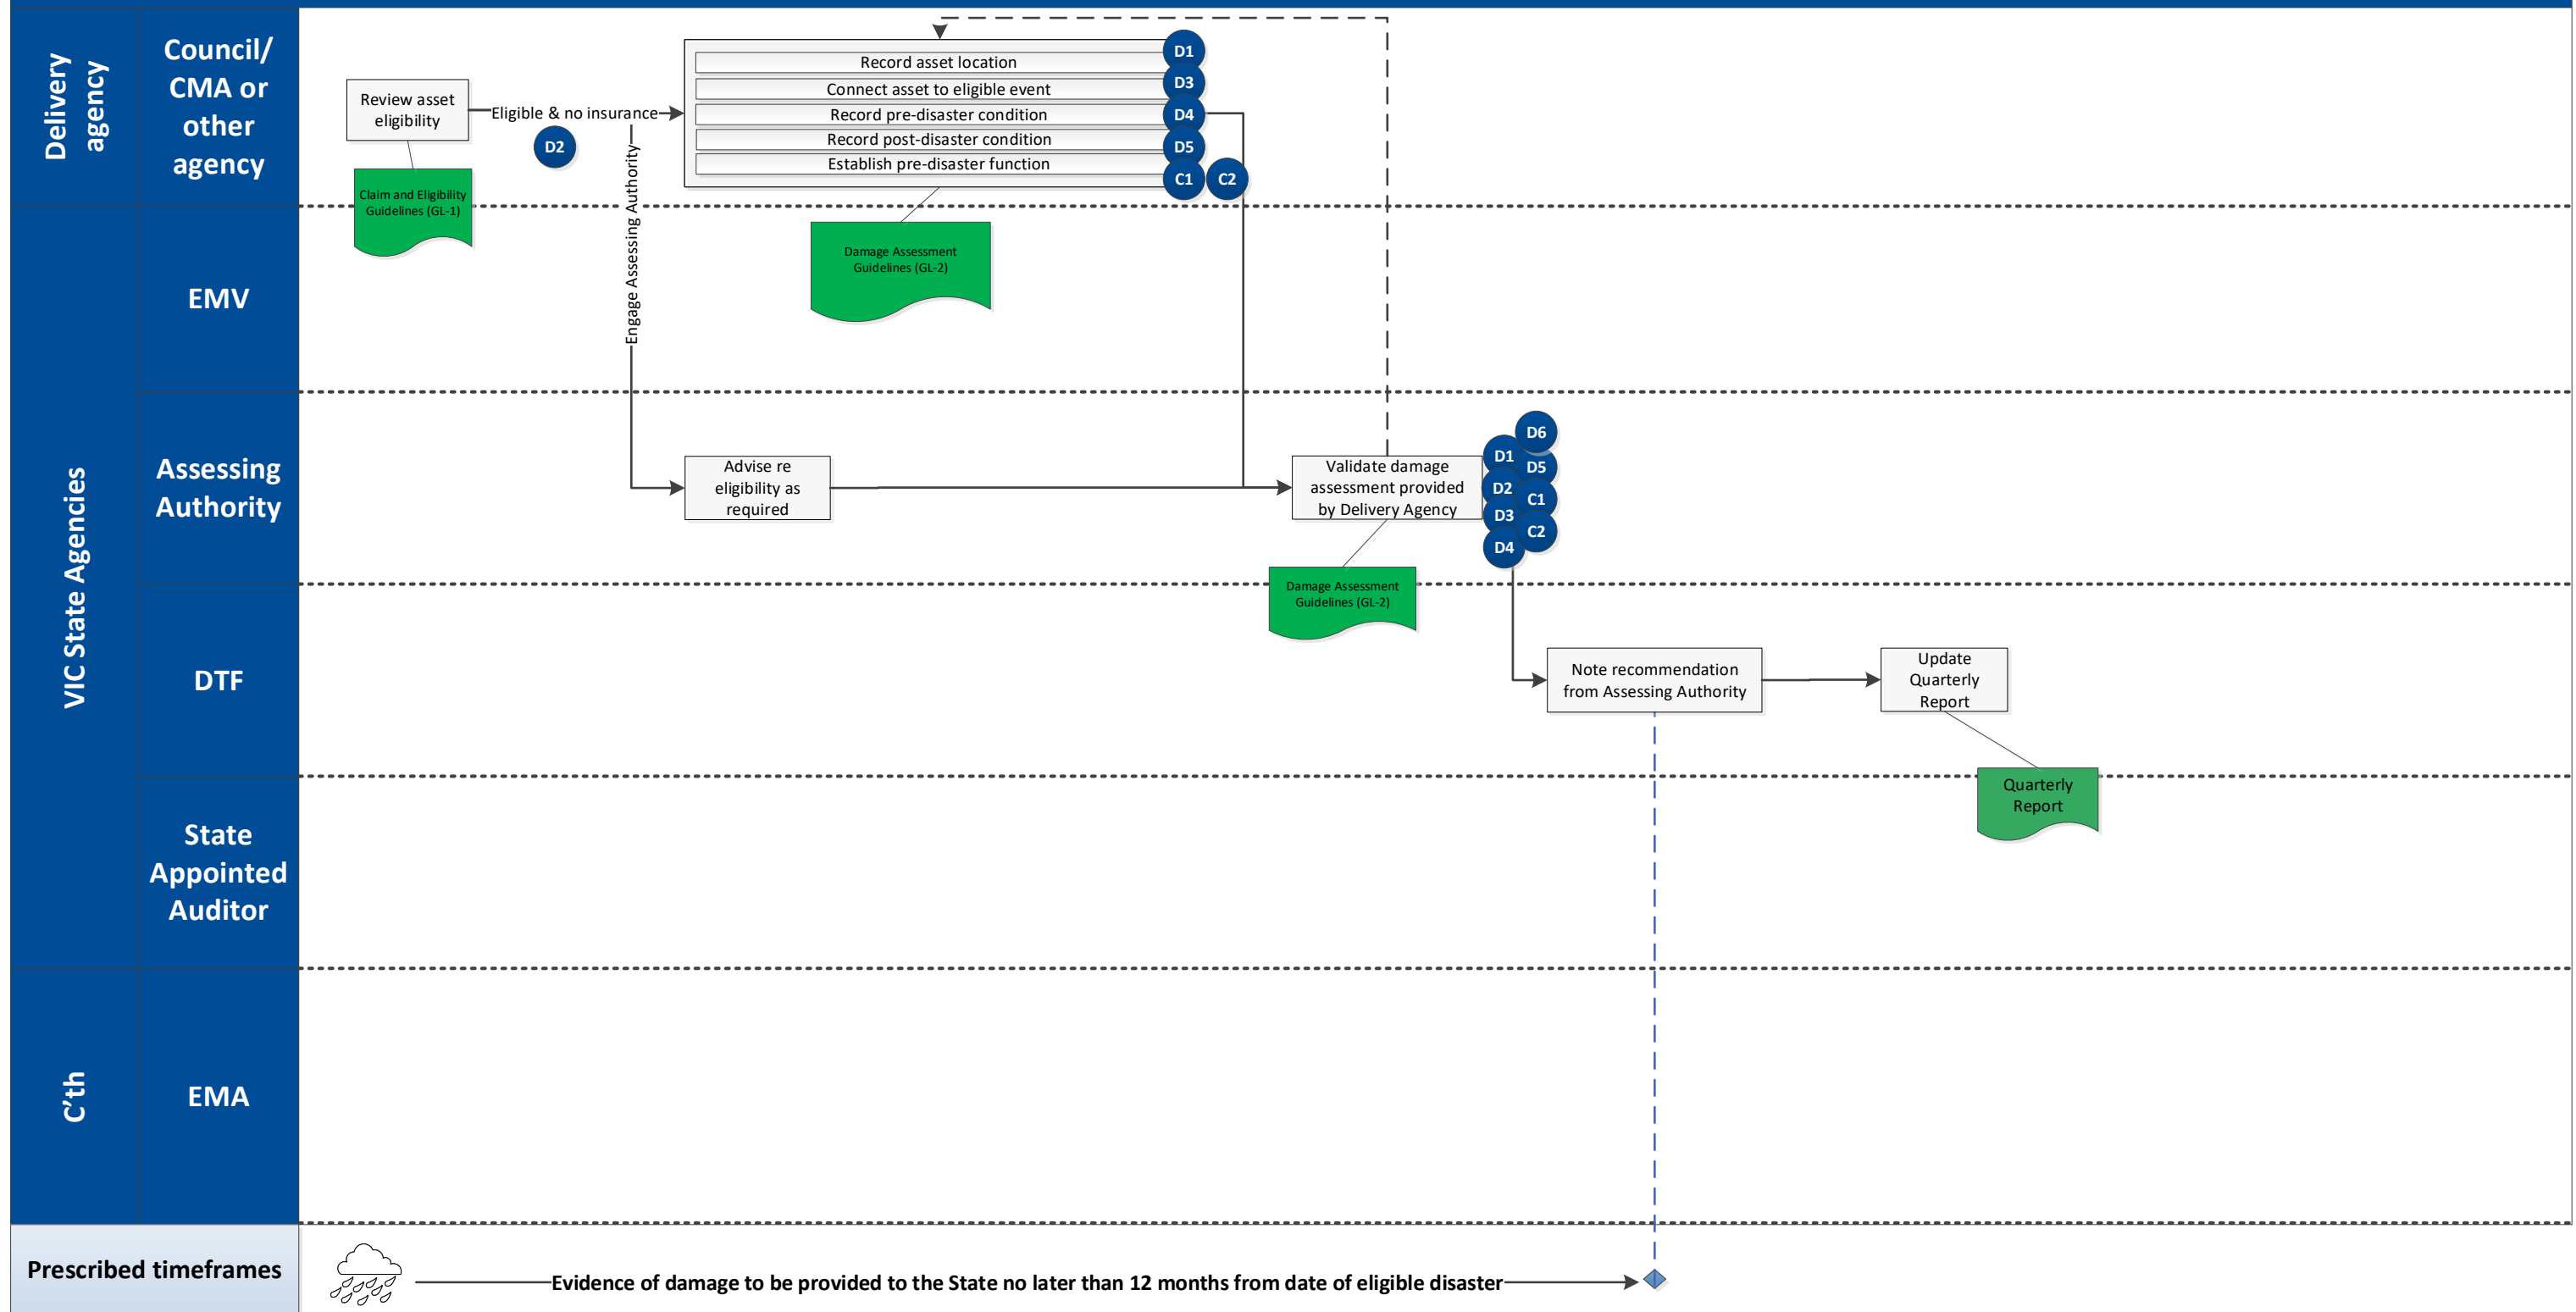 Delivery
agency
Council/
CMA or
other
agency
Review asset
eligibility
Eligible & no insurance
D2
Claim and Eligibility
Guidelines (GL-1)
Engage Assessing Authority
Record asset location
Connect asset to eligible event
Record pre-disaster condition
Record post-disaster condition
Establish pre-disaster function
D1
D3
D4
D5
C1
C2
Damage Assessment
Guidelines (GL-2)
VIC State Agencies
EMV
Assessing
Authority
Advise re
eligibility as
required
Validate damage
assessment provided
by Delivery Agency
D6
D1
D5
D2
C1
D3
C2
D4
Damage Assessment
Guidelines (GL-2)
DTF
Note recommendation
from Assessing Authority
Update
Quarterly
Report
Quarterly
Report
State
Appointed
Auditor
C'th
EMA
Prescribed timeframes
Evidence of damage to be provided to the State no later than 12 months from date of eligible disaster